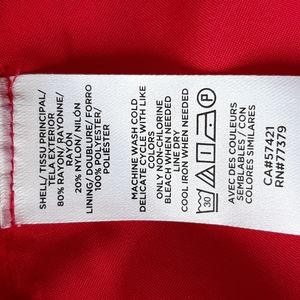 SHELL/TISSU PRINCIPAL/
TELA EXTERIOR
80% RAYON/RAYONNE/
RAYÓN
20% NYLON/NILÓN
LINING/DOUBLURE/FORRO
100% POLYESTER/
POLIÉSTER
MACHINE WASH COLD
DELICATE CYCLE WITH LIKE
COLORS
ONLY NON-CHLORINE
BLEACH WHEN NEEDED
LINE DRY
COOL IRON WHEN NEEDED
30
P
AVEC DES COULEURS
SEMBLABLES / CON
COLORES SIMILARES
CA#57421
RN#77379